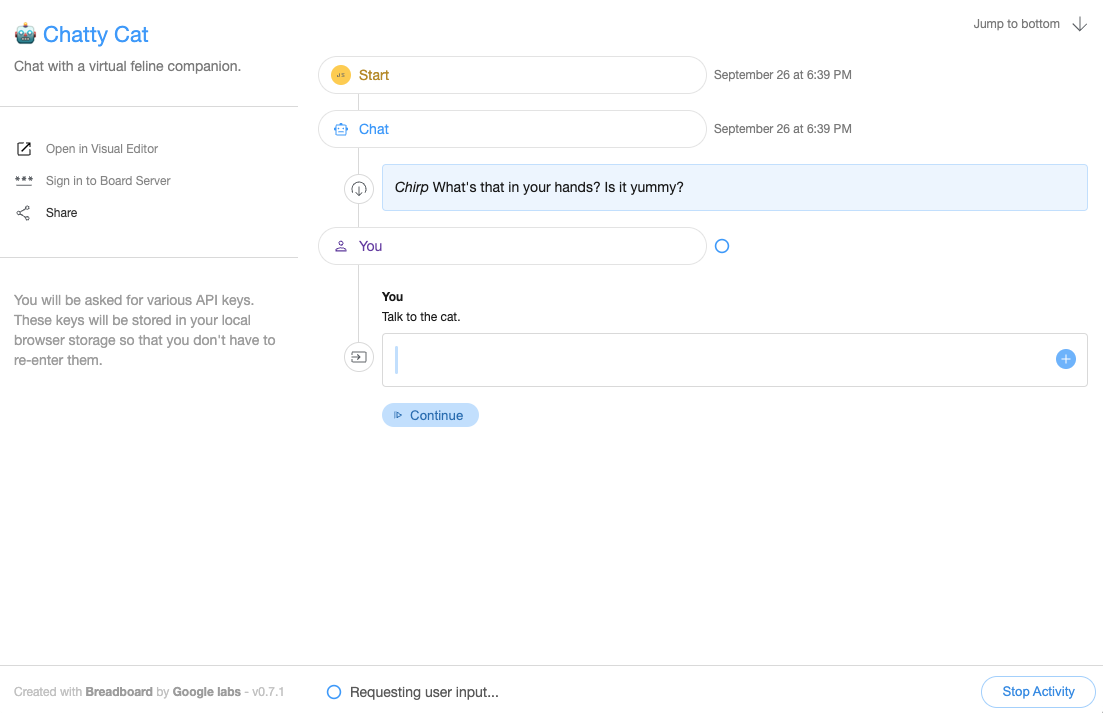 Chatty Cat
Chat with a virtual feline companion.
Open in Visual Editor
Sign in to Board Server
Share
You will be asked for various API keys.
These keys will be stored in your local
browser storage so that you don't have to
re-enter them.
Jump to bottom
JS Start
September 26 at 6:39 PM
Chat
September 26 at 6:39 PM
Chirp What's that in your hands? Is it yummy?
You
You
Talk to the cat.
Continue
Created with Breadboard by Google labs - v0.7.1
Requesting user input...
Stop Activity